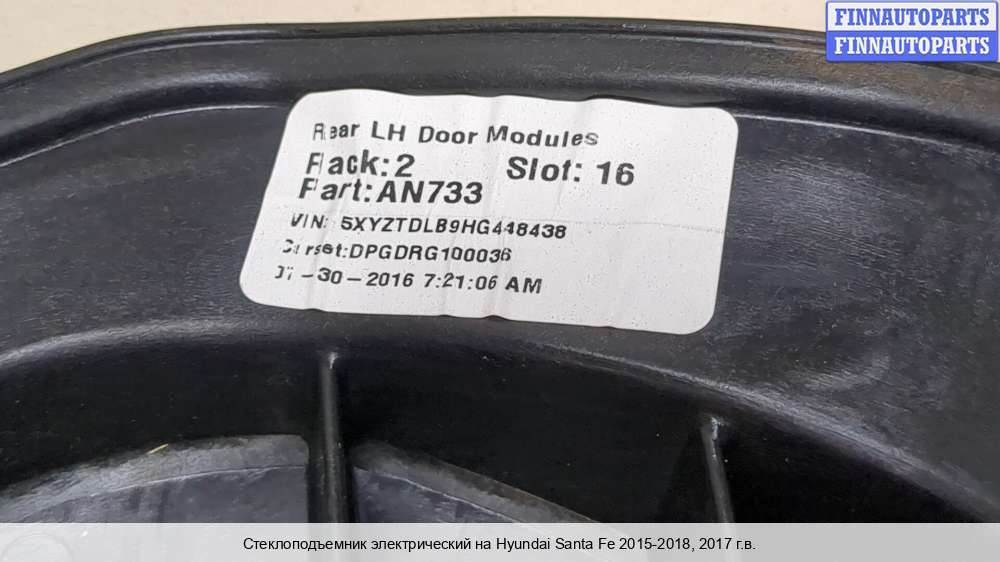 FINNAUTOPARTS
FINNAUTOPARTS
Rear LH Door Modules
Rack:2 Slot: 16
Part:AN733
VIN: 5XYZTDLB9HG448438
Carset:DPGDRG100036
07-30-2016 7:21:06 AM
Стеклоподъемник электрический на Hyundai Santa Fe 2015-2018, 2017 г.в.